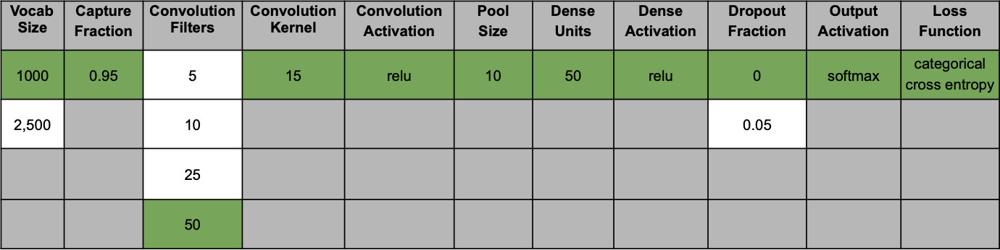 Vocab Size
Capture Fraction
Convolution Filters
Convolution Kernel
Convolution Activation
Pool Size
Dense Units
Dense Activation
Dropout Fraction
Output Activation
Loss Function
1000
0.95
5
15
relu
10
50
relu
0
softmax
categorical
cross entropy
2,500
10
0.05
25
50